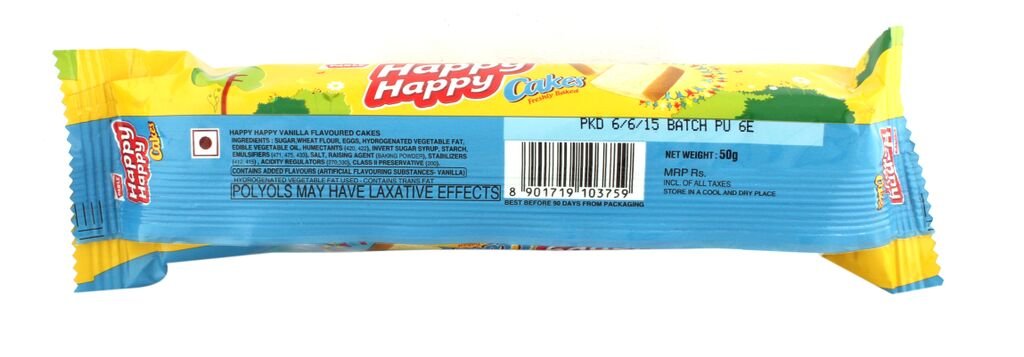 Happy
Happy Cakes
Freshly Baked
PKD 6/6/15 BATCH PU 6E
HAPPY HAPPY VANILLA FLAVOURED CAKES
INGREDIENTS : SUGAR, WHEAT FLOUR, EGGS, HYDROGENATED VEGETABLE FAT,
EDIBLE VEGETABLE OIL, HUMECTANTS (420, 422), INVERT SUGAR SYRUP, STARCH,
EMULSIFIERS (471, 475, 433), SALT, RAISING AGENT (BAKING POWDER), STABILIZERS
(412, 415), ACIDITY REGULATORS (270,330), CLASS II PRESERVATIVE (200).
CONTAINS ADDED FLAVOURS (ARTIFICIAL FLAVOURING SUBSTANCES- VANILLA)
HYDROGENATED VEGETABLE FAT USED - CONTAINS TRANS FAT
POLYOLS MAY HAVE LAXATIVE EFFECTS
8 901719 103759
BEST BEFORE 90 DAYS FROM PACKAGING
NET WEIGHT : 50g
MRP Rs.
INCL. OF ALL TAXES
STORE IN A COOL AND DRY PLACE
Happy
Happy
Cakes
Happy
Happy